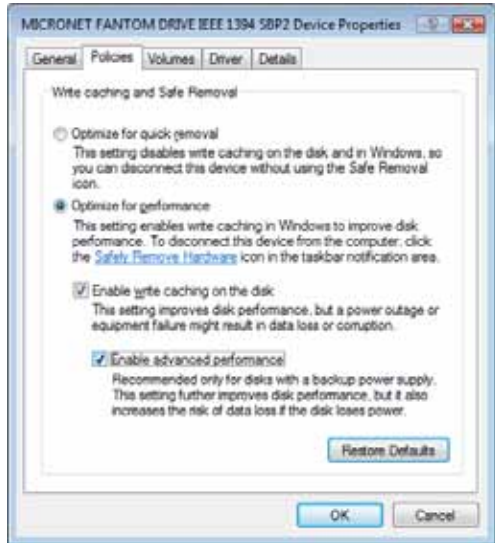 MICRONET FANTOM DRIVE IEEE 1394 SBP2 Device Properties
General Policies Volumes Driver Details
Write caching and Safe Removal
Optimize for quick removal
This setting disables write caching on the disk and in Windows, so
you can disconnect this device without using the Safe Removal
icon.
Optimize for performance
This setting enables write caching in Windows to improve disk
performance. To disconnect this device from the computer, click
the Safely Remove Hardware icon in the taskbar notification area.
Enable write caching on the disk
This setting improves disk performance, but a power outage or
equipment failure might result in data loss or corruption.
Enable advanced performance
Recommended only for disks with a backup power supply.
This setting further improves disk performance, but it also
increases the risk of data loss if the disk loses power.
Restore Defaults
OK Cancel